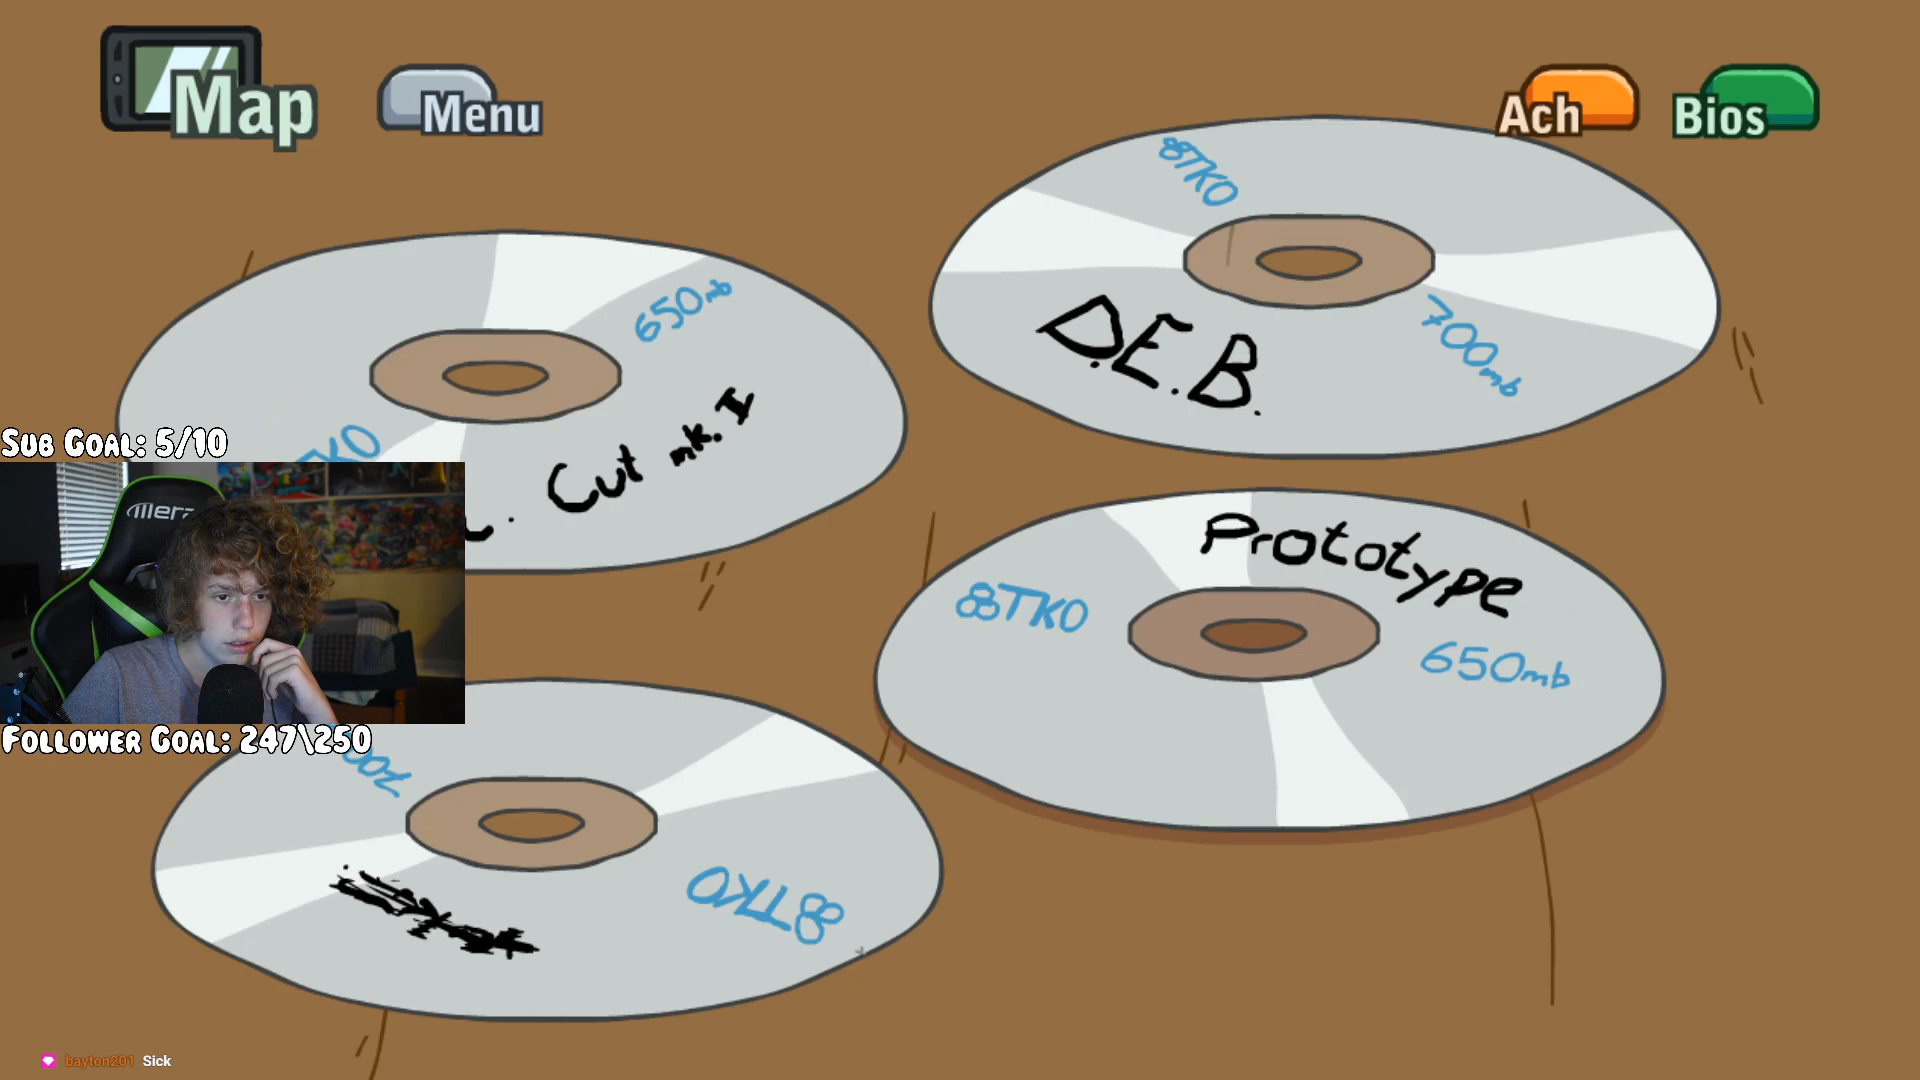 Map
Menu
Ach
Bios
8TKO
650mb
700mb
D.E.B.
Cut mk. I
Sub Goal: 5/10
Prototype
8TKO
650mb
Follower Goal: 247\250
8TKO
bayton201 Sick